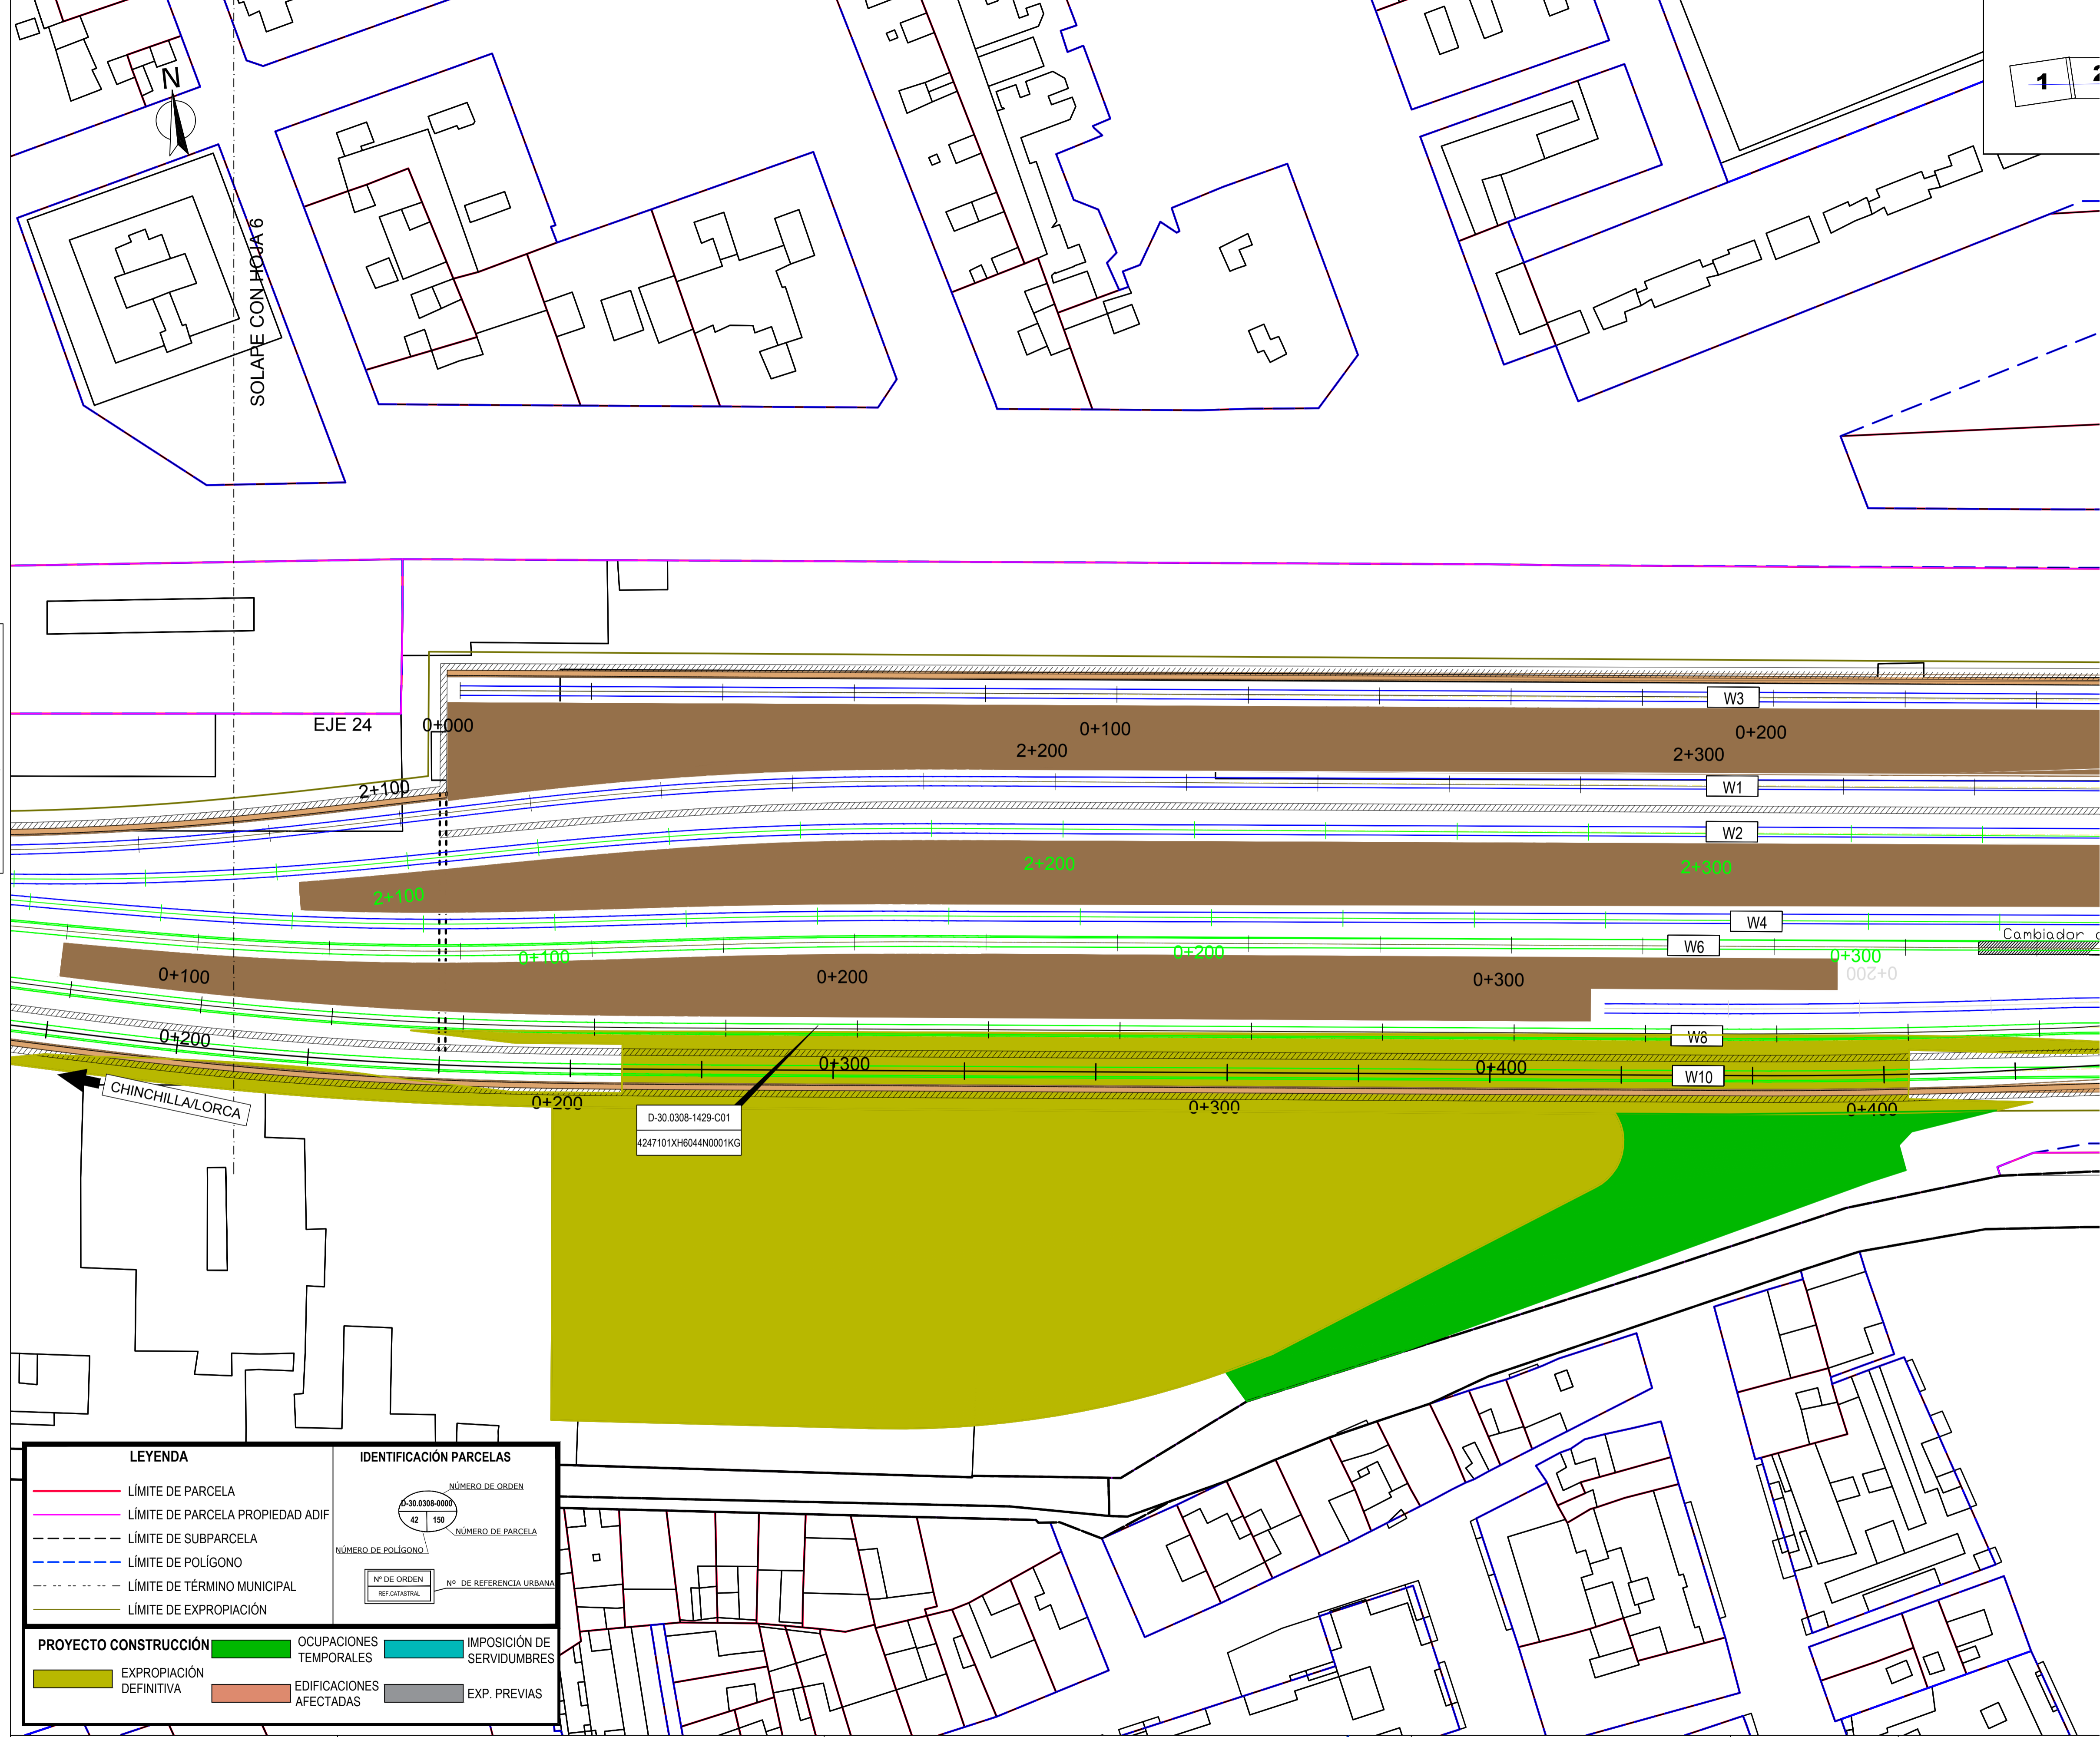 N
1
2
SOLAPE CON HOJA 6
EJE 24
0+000
W3
0+100
0+200
2+200
2+300
2+100
W1
W2
2+200
2+300
2+100
W4
Cambiador
W6
0+100
0+200
0+300
0+100
0+200
0+300
0+200
0+200
W8
0+300
0+400
W10
CHINCHILLA/LORCA
0+200
0+300
0+400
D-30.0308-1429-C01
4247101XH6044N0001KG
LEYENDA
LÍMITE DE PARCELA
LÍMITE DE PARCELA PROPIEDAD ADIF
LÍMITE DE SUBPARCELA
LÍMITE DE POLÍGONO
LÍMITE DE TÉRMINO MUNICIPAL
LÍMITE DE EXPROPIACIÓN
IDENTIFICACIÓN PARCELAS
NÚMERO DE ORDEN
D-30.0308-0000
42 150
NÚMERO DE PARCELA
NÚMERO DE POLÍGONO
Nº DE ORDEN
REF.CATASTRAL
Nº DE REFERENCIA URBANA
PROYECTO CONSTRUCCIÓN
OCUPACIONES
TEMPORALES
IMPOSICIÓN DE
SERVIDUMBRES
EXPROPIACIÓN
DEFINITIVA
EDIFICACIONES
AFECTADAS
EXP. PREVIAS